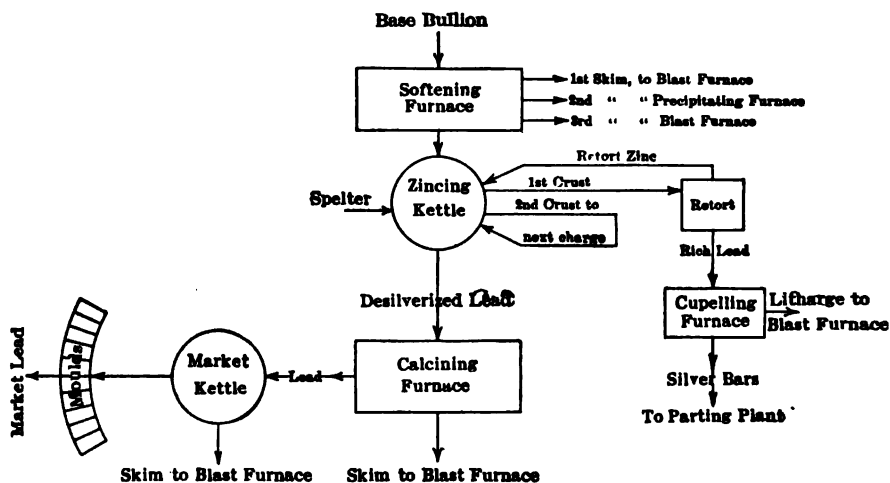 Base Bullion
Softening
Furnace
1st Skim, to Blast Furnace
2nd " " Precipitating Furnace
3rd " " Blast Furnace
Retort Zinc
1st Crust
Zincing
Kettle
Spelter
2nd Crust to
next charge
Retort
Rich Lead
Desilverized Lead
Cupelling
Furnace
Litharge to
Blast Furnace
Market Lead
Moulds
Market
Kettle
Lead
Calcining
Furnace
Silver Bars
To Parting Plant
Skim to Blast Furnace
Skim to Blast Furnace